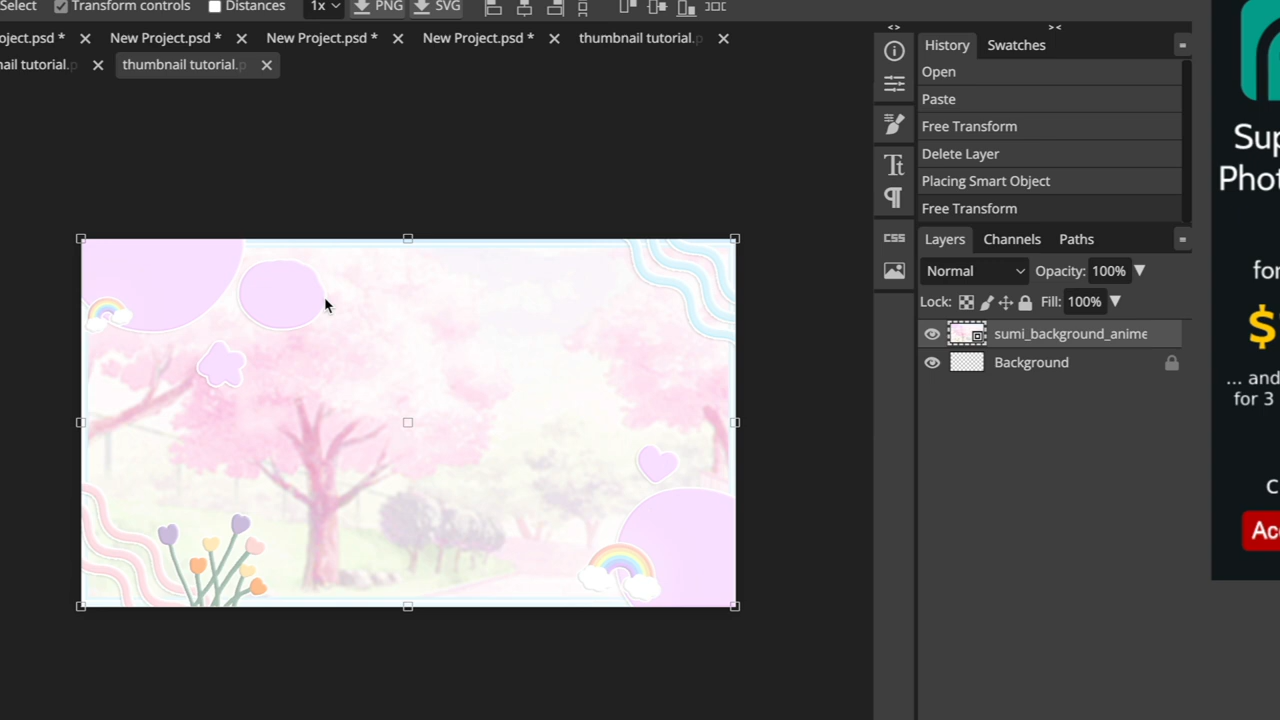 Select Transform controls Distances 1x PNG SVG
oject.psd * New Project.psd * New Project.psd * New Project.psd * thumbnail tutorial.p
nail tutorial.p thumbnail tutorial.p
History Swatches
Open
Paste
Free Transform
Delete Layer
Placing Smart Object
Free Transform
CSS
Layers Channels Paths
Normal Opacity: 100%
Lock: Fill: 100%
sumi_background_anime
Background
Sup
Phot
for
$
... and
for 3
C
Acc